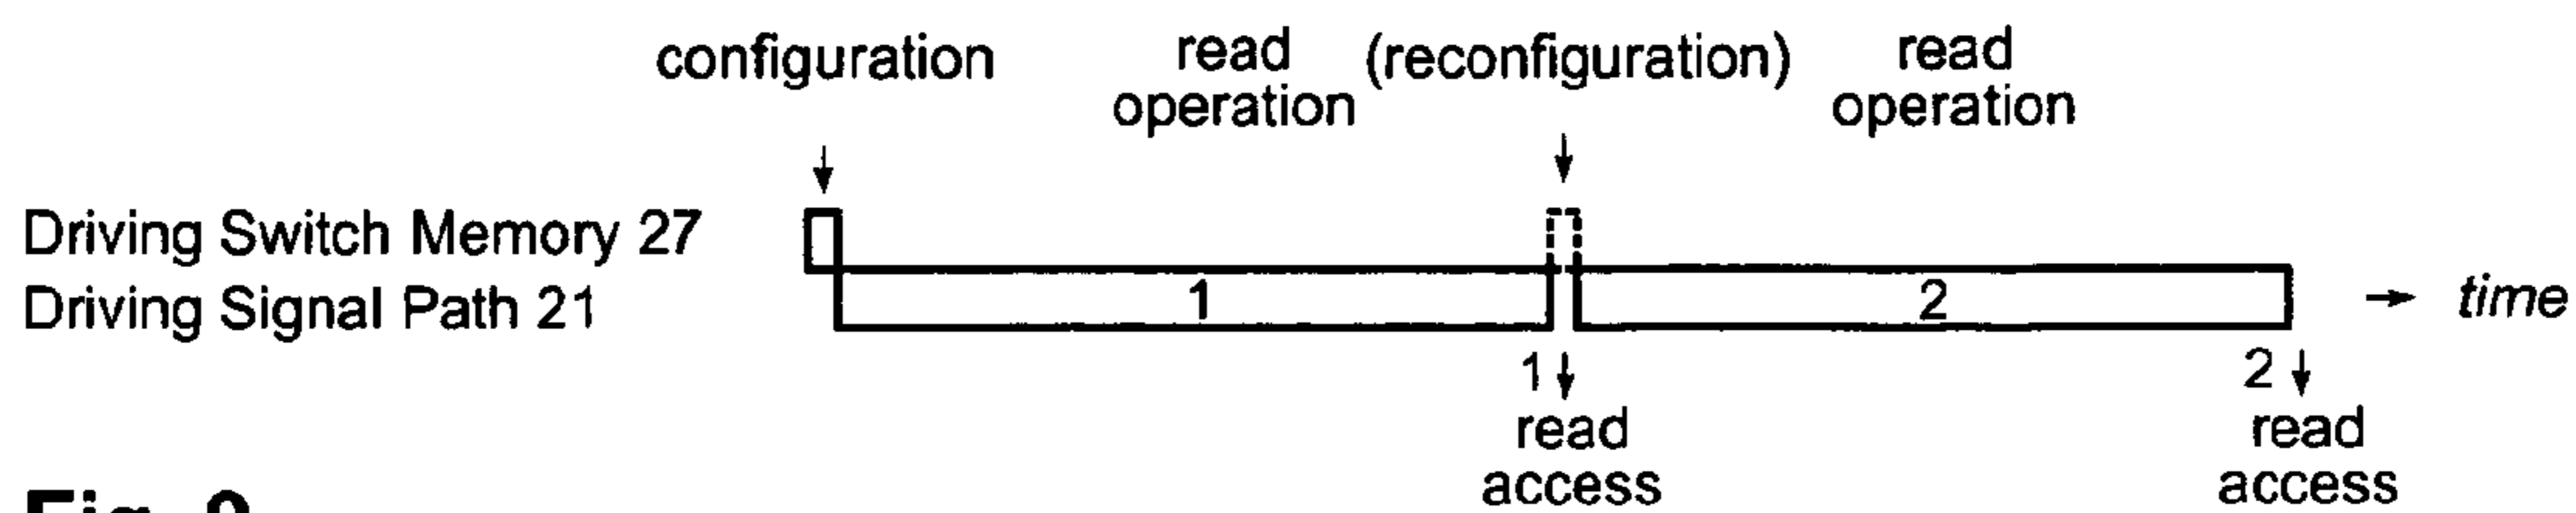 configuration
read operation
(reconfiguration)
read operation
Driving Switch Memory 27
Driving Signal Path 21
1
2
time
1
read
access
2
read
access